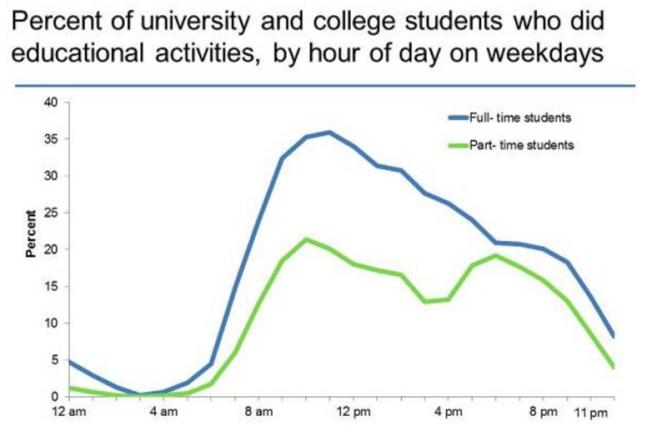 Percent of university and college students who did
educational activities, by hour of day on weekdays
40
35
30
25
20
15
10
5
0
Percent
Full- time students
Part- time students
12 am
4 am
8 am
12 pm
4 pm
8 pm
11 pm